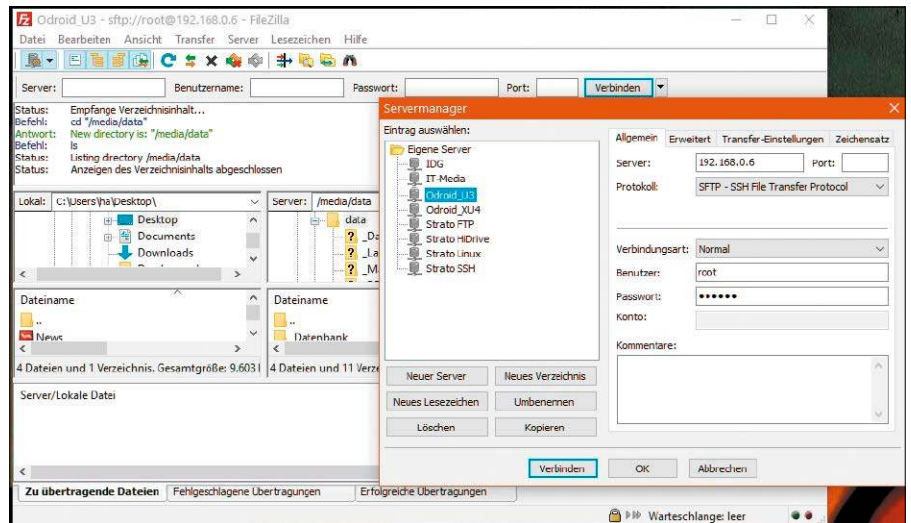 Odroid_U3 - sftp://root@192.168.0.6 - FileZilla
Datei Bearbeiten Ansicht Transfer Server Lesezeichen Hilfe
Server: Benutzername: Passwort: Port: Verbinden
Status: Empfange Verzeichnisinhalt...
Befehl: cd "/media/data"
Antwort: New directory is: "/media/data"
Befehl: ls
Status: Listing directory /media/data
Status: Anzeigen des Verzeichnisinhalts abgeschlossen
Lokal: C:\Users\ha\Desktop\
Desktop
Documents
Downloads
Server: /media/data
data
_Da
_La
_M
Dateiname
..
News
4 Dateien und 1 Verzeichnis. Gesamtgröße: 9.603
Dateiname
..
Datenbank
4 Dateien und 11 Verze
Server/Lokale Datei
Zu übertragende Dateien Fehlgeschlagene Übertragungen Erfolgreiche Übertragungen
Warteschlange: leer
Servermanager
Eintrag auswählen:
Eigene Server
IDG
IT-Media
Odroid_U3
Odroid_XU4
Strato FTP
Strato HiDrive
Strato Linux
Strato SSH
Neuer Server Neues Verzeichnis
Neues Lesezeichen Umbenennen
Löschen Kopieren
Allgemein Erweitert Transfer-Einstellungen Zeichensatz
Server: 192.168.0.6 Port:
Protokoll: SFTP - SSH File Transfer Protocol
Verbindungsart: Normal
Benutzer: root
Passwort: ••••••
Konto:
Kommentare:
Verbinden OK Abbrechen